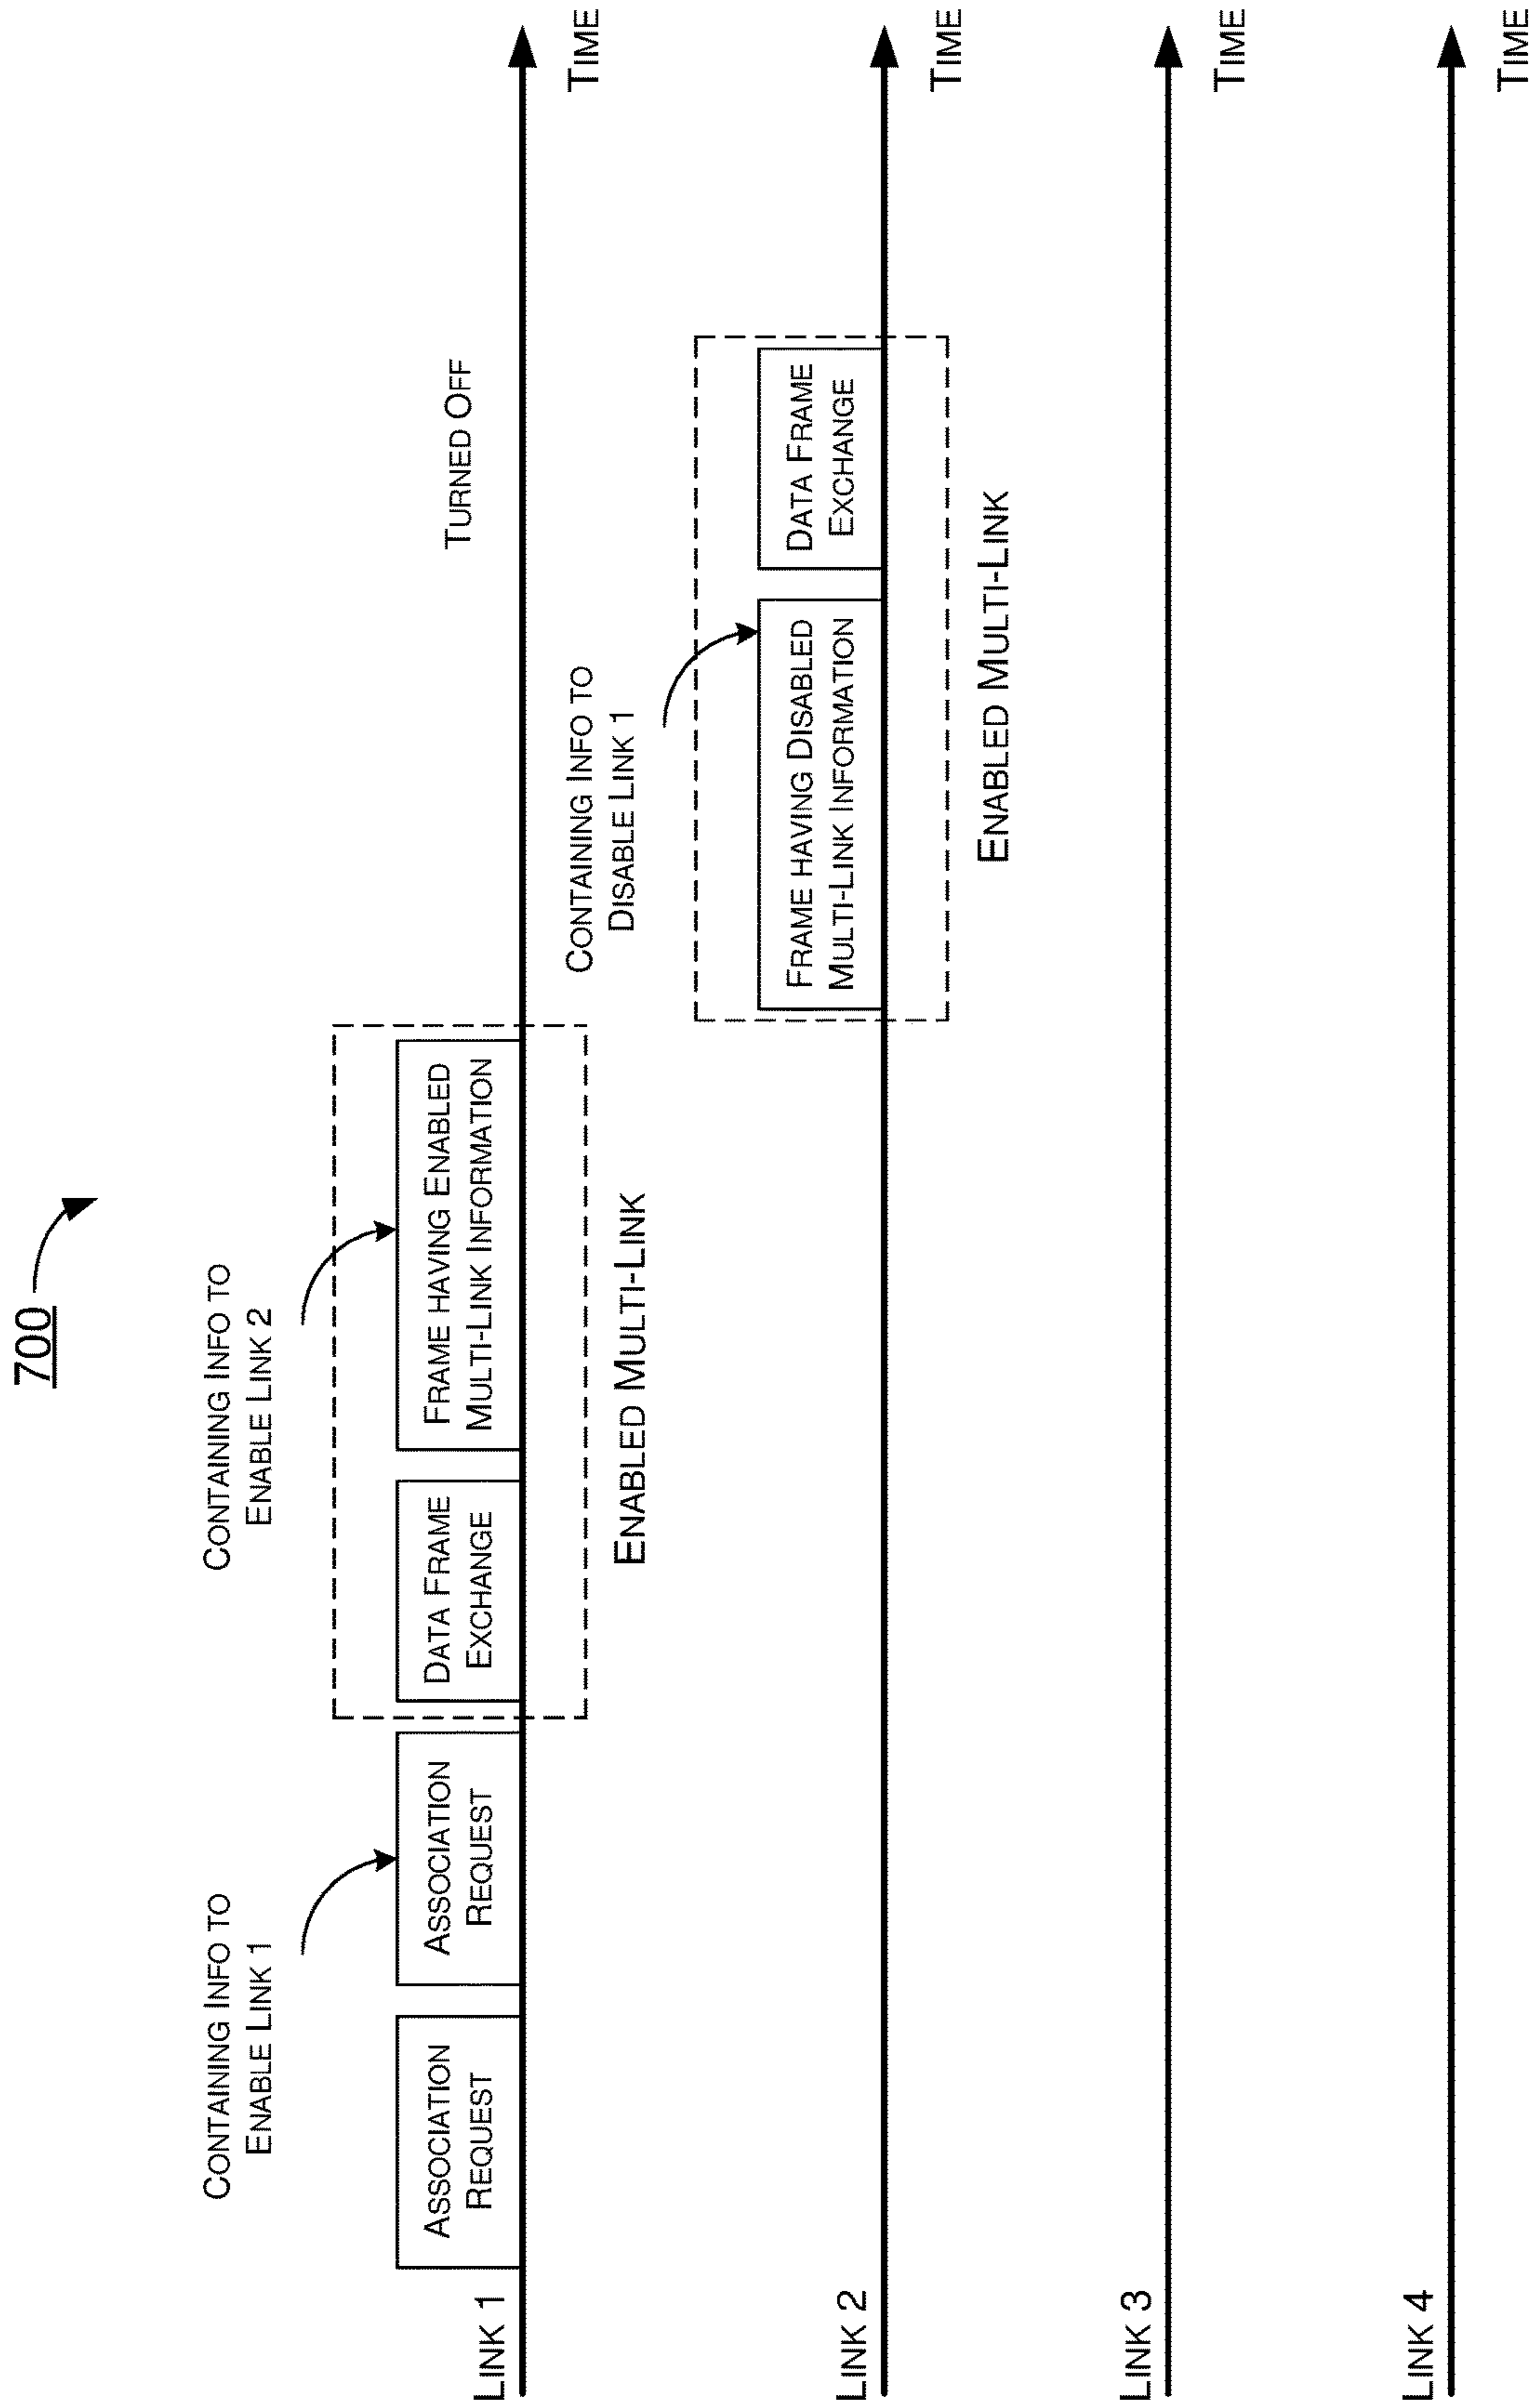 700
CONTAINING INFO TO
ENABLE LINK 1
CONTAINING INFO TO
ENABLE LINK 2
ASSOCIATION
REQUEST
ASSOCIATION
REQUEST
DATA FRAME
EXCHANGE
FRAME HAVING ENABLED
MULTI-LINK INFORMATION
TURNED OFF
LINK 1
TIME
ENABLED MULTI-LINK
CONTAINING INFO TO
DISABLE LINK 1
FRAME HAVING DISABLED
MULTI-LINK INFORMATION
DATA FRAME
EXCHANGE
LINK 2
TIME
ENABLED MULTI-LINK
LINK 3
TIME
LINK 4
TIME